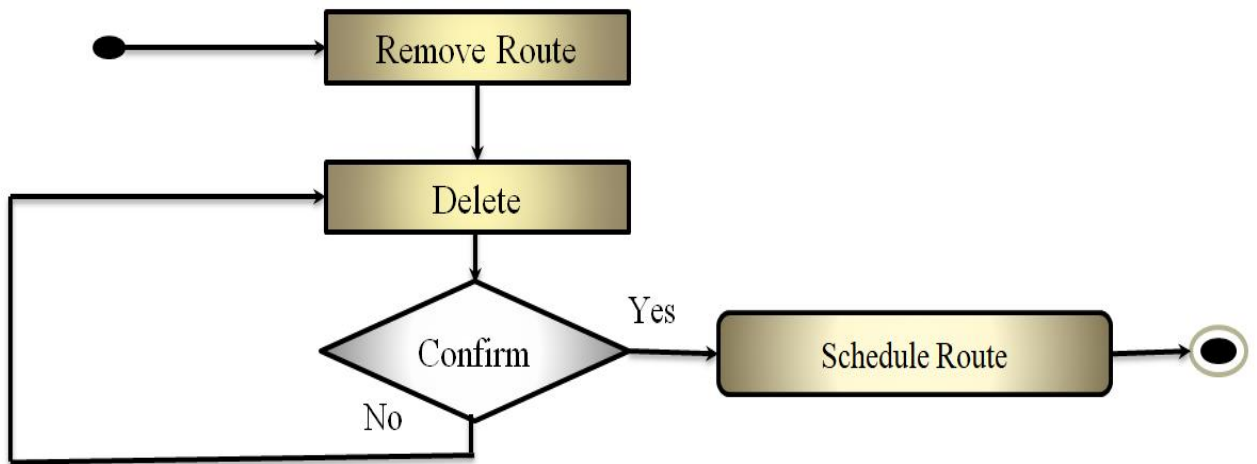 Remove Route
Delete
Yes
Confirm
Schedule Route
No